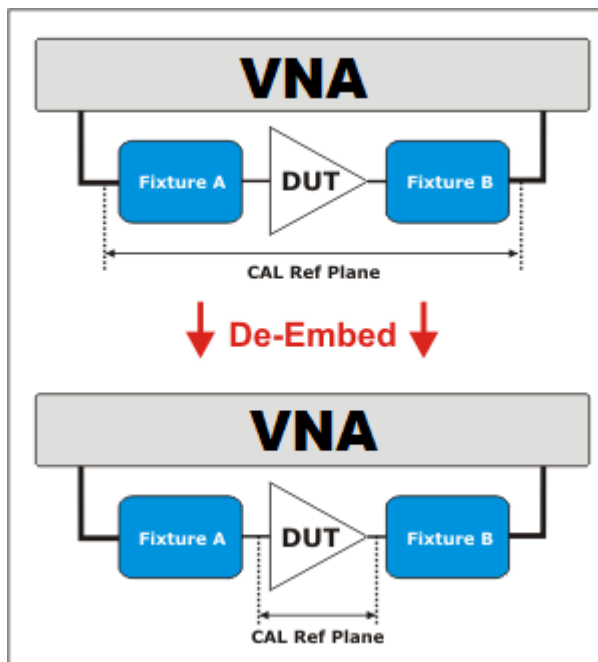 VNA
Fixture A
DUT
Fixture B
CAL Ref Plane
De-Embed
VNA
Fixture A
DUT
Fixture B
CAL Ref Plane